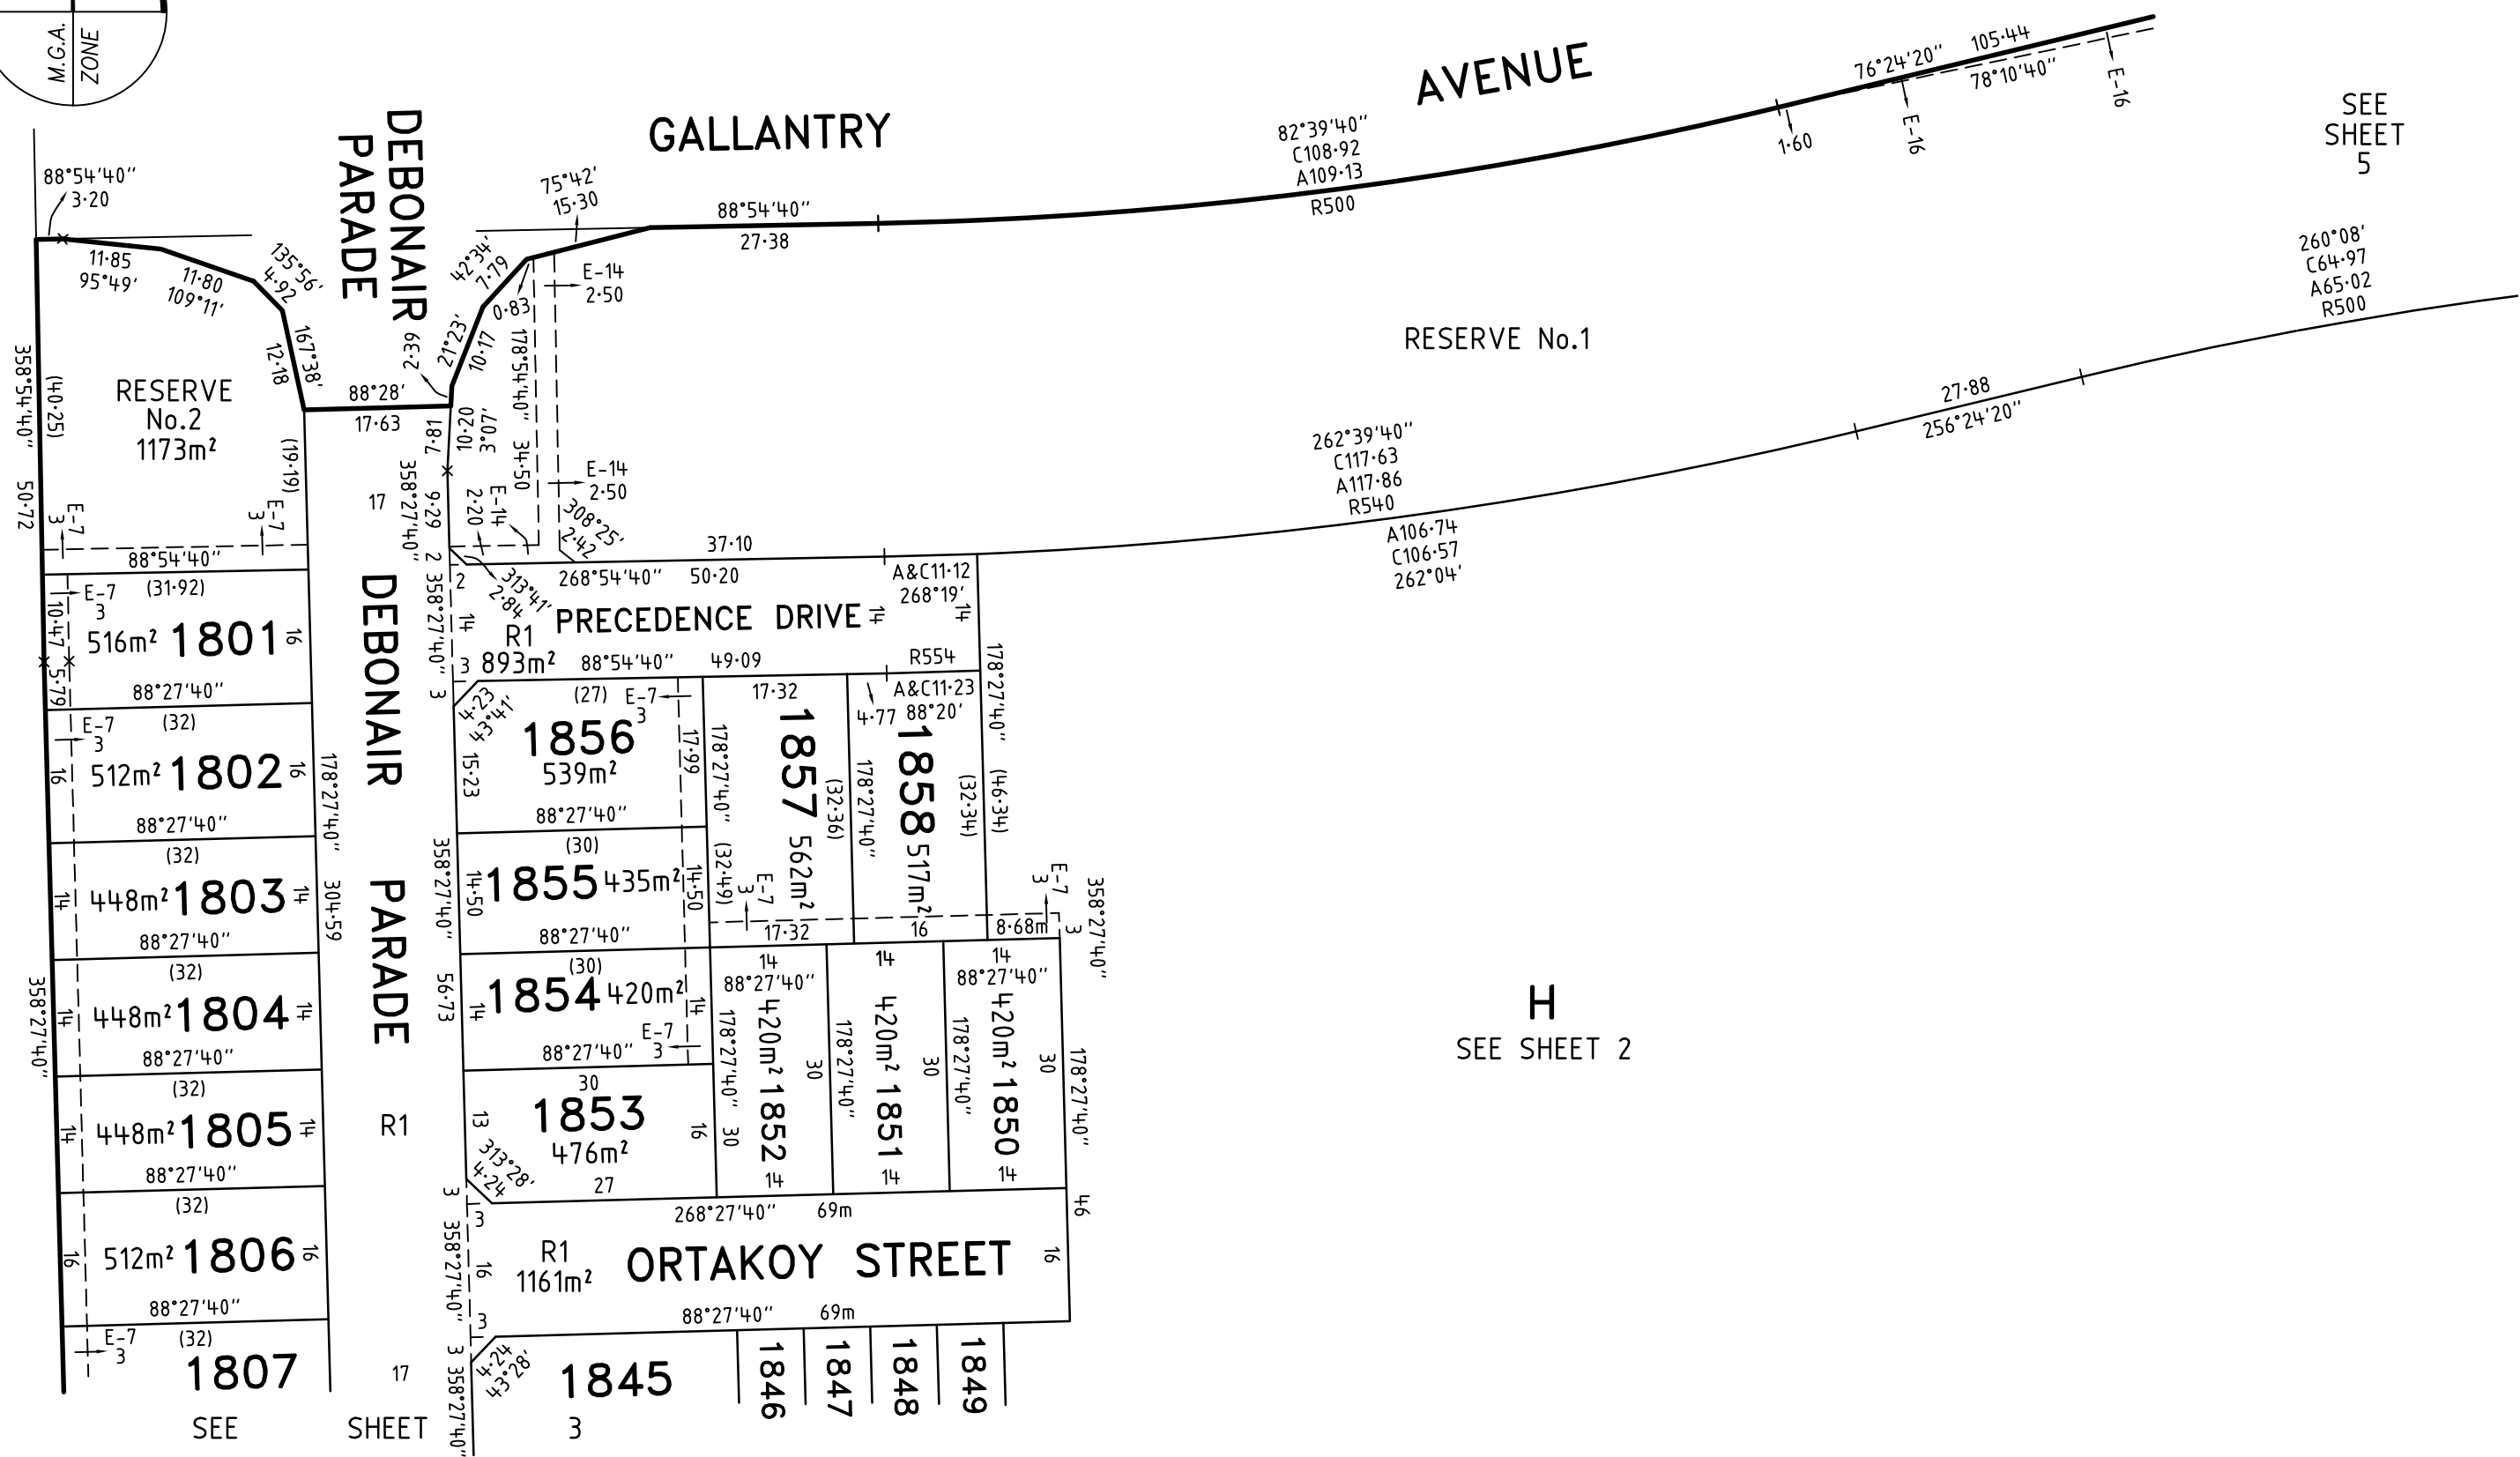 M.G.A.
ZONE
AVENUE
GALLANTRY
DEBONAIR
PARADE
76°24'20"
105·44
78°10'40"
E-16
E-16
1·60
SEE
SHEET
5
82°39'40"
C108·92
A109·13
R500
88°54'40"
3·20
75°42'
15·30
88°54'40"
27·38
11·85
95°49'
11·80
109°11'
135°56'
4·92
167°38'
12·18
42°34'
7·79
0·83
21°23'
10·17
2·39
E-14
2·50
178°54'40"
34·50
260°08'
C64·97
A65·02
R500
RESERVE No.1
27·88
256°24'20"
358°54'40"
50·72
(40·25)
RESERVE
No.2
1173m²
(19·19)
88°28'
17·63
7·81
10·20
3°07'
17
358°27'40"
9·29
2
2·20
E-14
E-14
2·50
308°25'
2·42
262°39'40"
C117·63
A117·86
R540
A106·74
C106·57
262°04'
E-7
3
E-7
3
88°54'40"
(31·92)
E-7
3
10·47
516m² 1801
16
5·79
37·10
268°54'40"
50·20
A&C11·12
268°19'
2
313°41'
2·84
358°27'40"
14
PRECEDENCE DRIVE
14
14
R1
893m²
3
88°54'40"
49·09
R554
178°27'40"
(46·34)
88°27'40"
(32)
E-7
3
16
512m² 1802
16
178°27'40"
304·59
DEBONAIR
PARADE
3
4·23
43°41'
(27)
E-7
3
1856
539m²
15·23
17·99
17·32
178°27'40"
(32·49)
1857
562m²
(32·36)
A&C11·23
4·77
88°20'
178°27'40"
1858
517m²
(32·34)
88°27'40"
(32)
14
448m² 1803
14
358°27'40"
56·73
88°27'40"
(30)
14·50
1855
435m²
14·50
E-7
3
17·32
16
8·68m
E-7
3
3
358°27'40"
88°27'40"
(32)
358°27'40"
14
448m² 1804
14
88°27'40"
(30)
14
1854
420m²
14
E-7
3
14
88°27'40"
420m²
1852
178°27'40"
30
30
14
14
420m²
1851
178°27'40"
30
14
14
88°27'40"
420m²
1850
178°27'40"
30
14
178°27'40"
46
H
SEE SHEET 2
88°27'40"
(32)
14
448m² 1805
14
R1
88°27'40"
30
13
1853
476m²
16
313°28'
4·24
27
88°27'40"
(32)
16
512m² 1806
16
3
3
268°27'40"
69m
358°27'40"
16
R1
1161m²
ORTAKOY STREET
16
3
88°27'40"
69m
88°27'40"
(32)
E-7
3
1807
17
3
4·24
43°28'
358°27'40"
1845
1846
1847
1848
1849
SEE SHEET 3